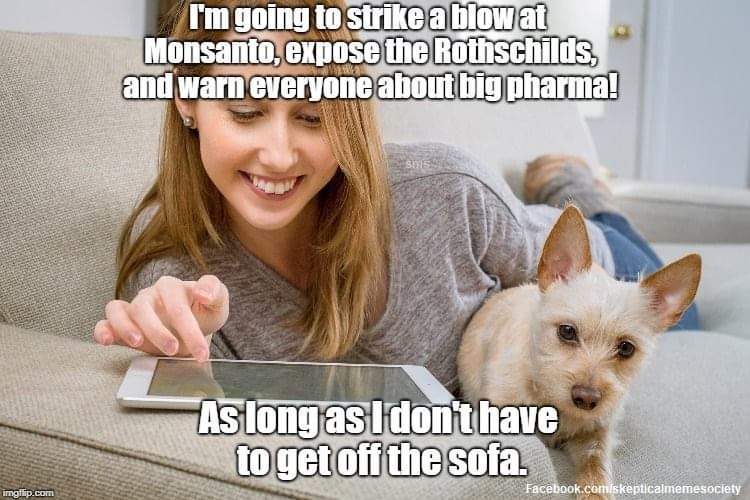 I'm going to strike a blow at
Monsanto, expose the Rothschilds,
and warn everyone about big pharma!
sms
As long as I don't have
to get off the sofa.
Facebook.com/skepticalmemesociety
imgflip.com